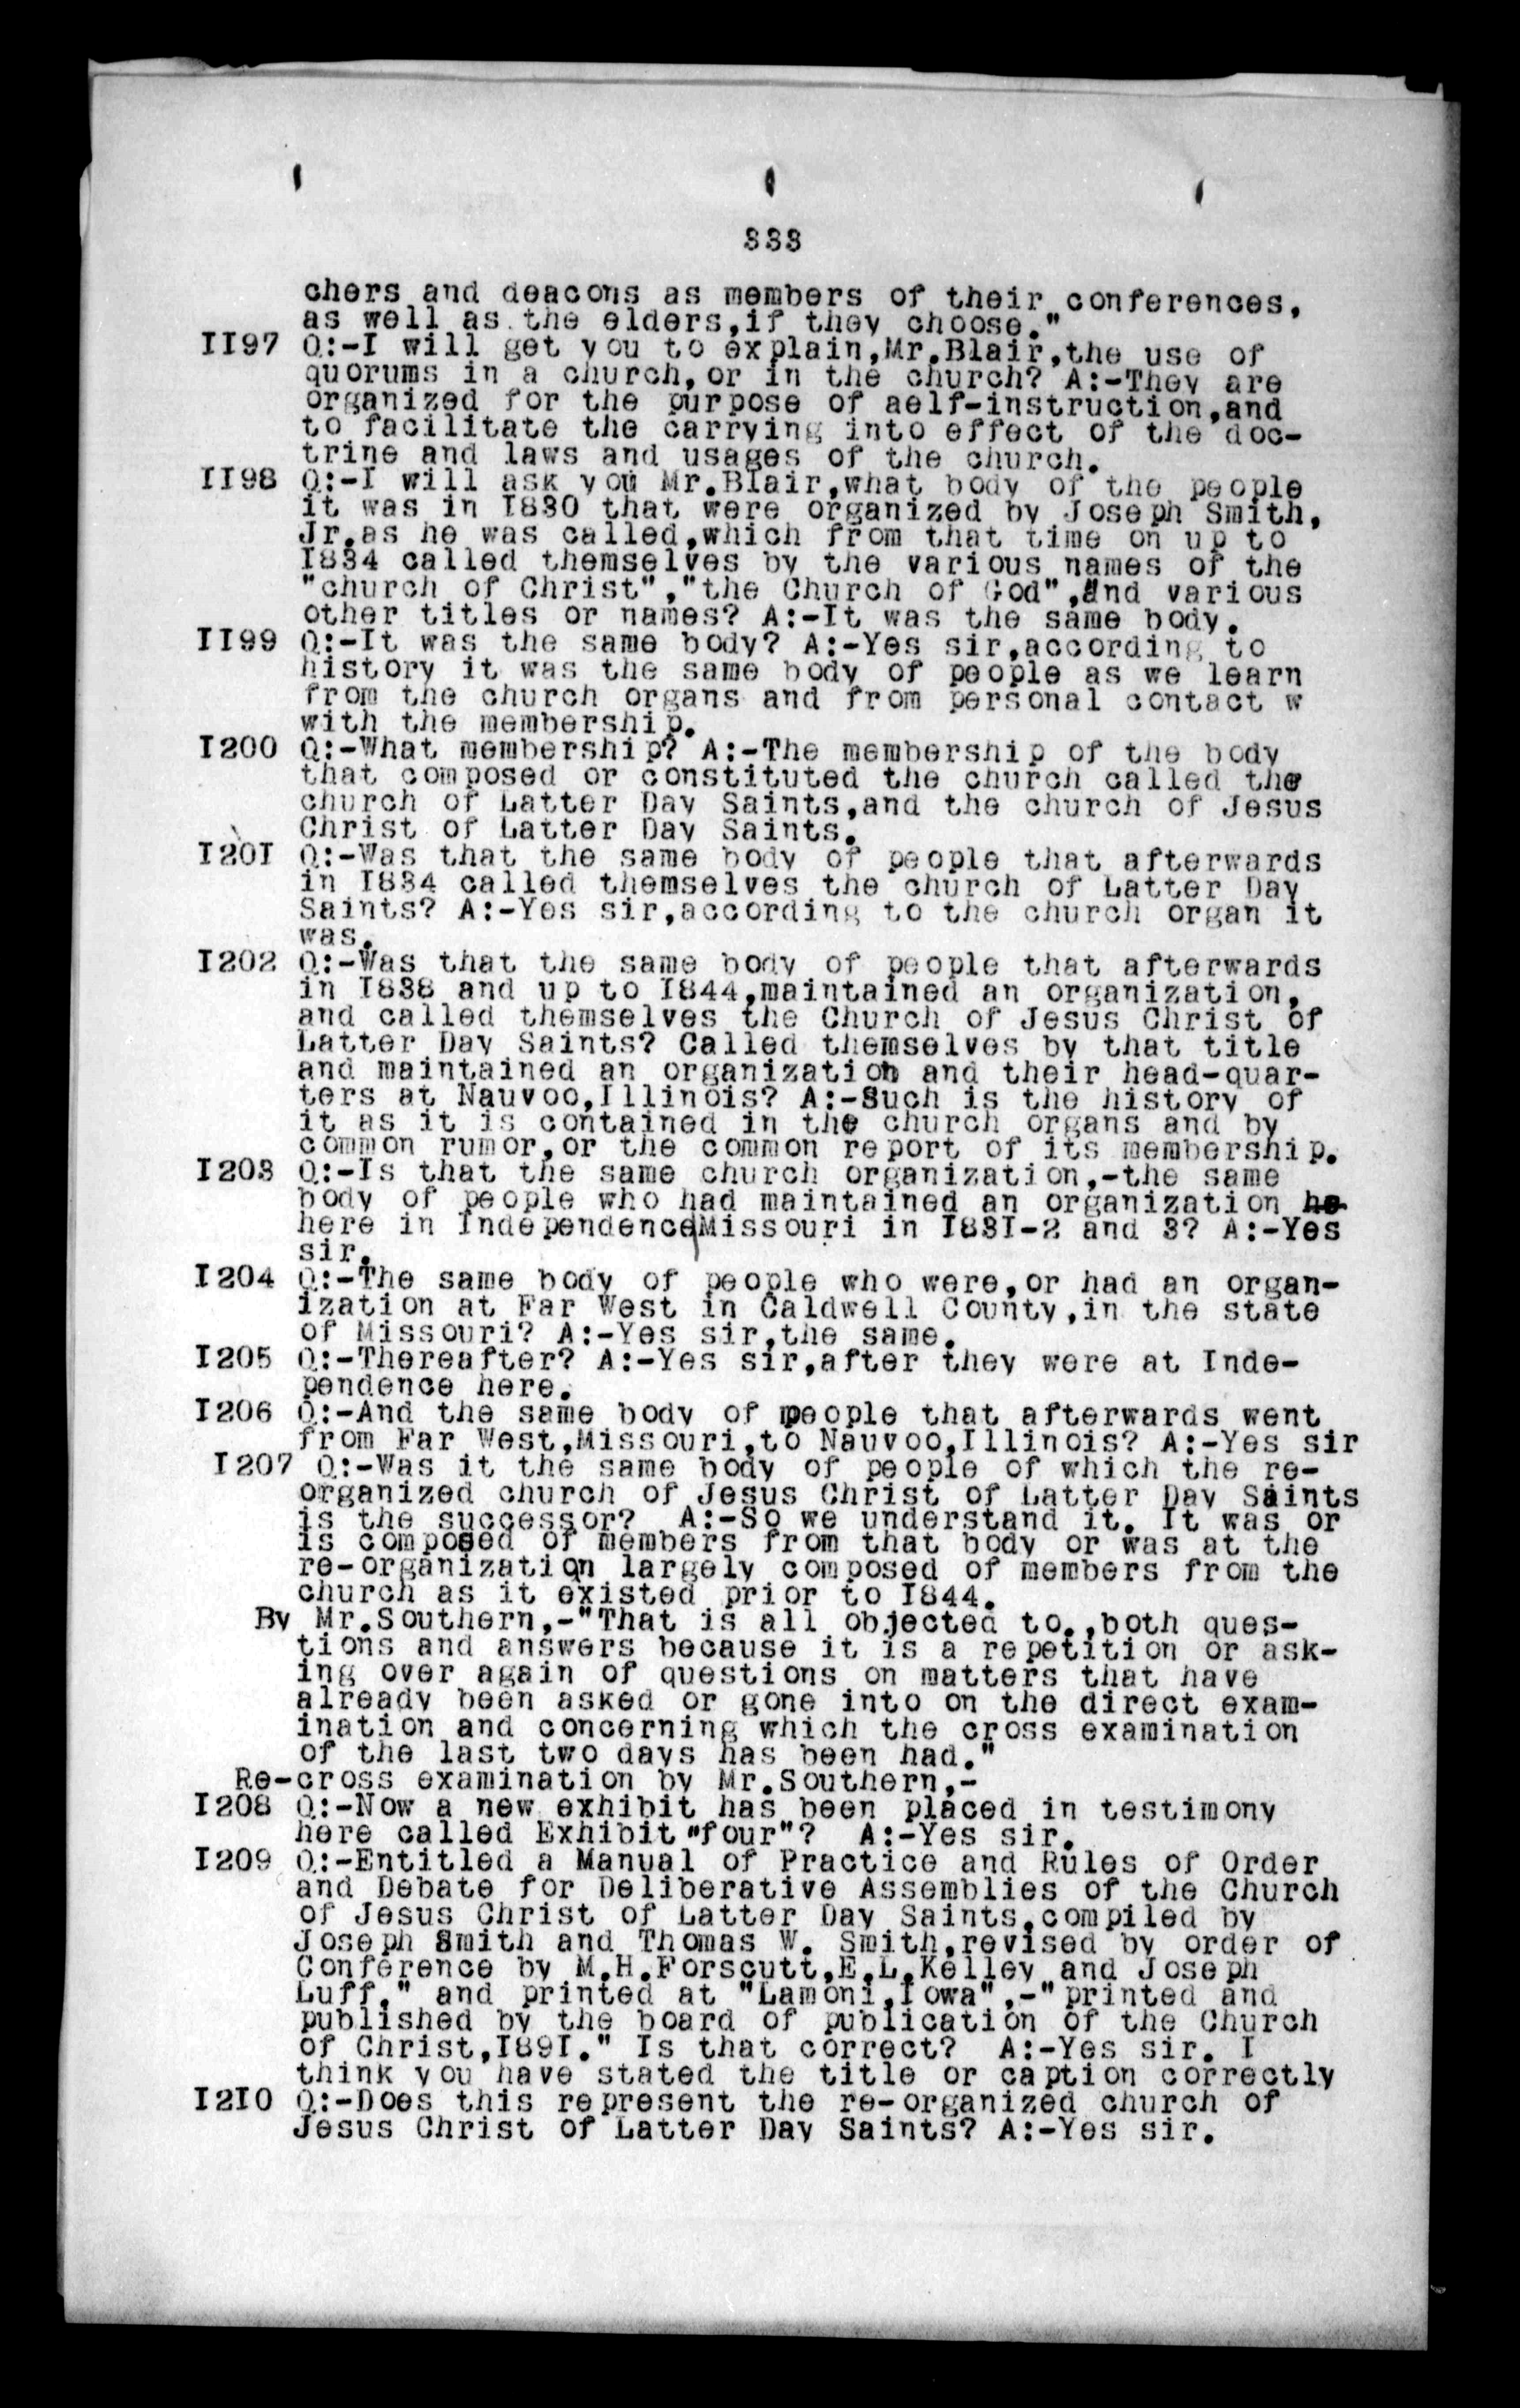 333
chers and deacons as members of their conferences,
as well as the elders,if they choose."
II97 Q:-I will get you to explain,Mr.Blair,the use of
quorums in a church,or in the church? A:-They are
organized for the purpose of aelf-instruction,and
to facilitate the carrying into effect of the doc-
trine and laws and usages of the church.
II98 Q:-I will ask you Mr.Blair,what body of the people
it was in I830 that were organized by Joseph Smith,
Jr.as he was called,which from that time on up to
I834 called themselves by the various names of the
"church of Christ","the Church of God",and various
other titles or names? A:-It was the same body.
II99 Q:-It was the same body? A:-Yes sir,according to
history it was the same body of people as we learn
from the church organs and from personal contact w
with the membership.
I200 Q:-What membership? A:-The membership of the body
that composed or constituted the church called the
church of Latter Day Saints,and the church of Jesus
Christ of Latter Day Saints.
I20I Q:-Was that the same body of people that afterwards
in I834 called themselves the church of Latter Day
Saints? A:-Yes sir,according to the church organ it
was.
I202 Q:-Was that the same body of people that afterwards
in I838 and up to I844,maintained an organization,
and called themselves the Church of Jesus Christ of
Latter Day Saints? Called themselves by that title
and maintained an organization and their head-quar-
ters at Nauvoo,Illinois? A:-Such is the history of
it as it is contained in the church organs and by
common rumor,or the common report of its membership.
I203 Q:-Is that the same church organization,-the same
body of people who had maintained an organization he
here in Independence Missouri in I83I-2 and 3? A:-Yes
sir.
I204 Q:-The same body of people who were,or had an organ-
ization at Far West in Caldwell County,in the state
of Missouri? A:-Yes sir,the same.
I205 Q:-Thereafter? A:-Yes sir,after they were at Inde-
pendence here.
I206 Q:-And the same body of people that afterwards went
from Far West,Missouri,to Nauvoo,Illinois? A:-Yes sir
I207 Q:-Was it the same body of people of which the re-
organized church of Jesus Christ of Latter Day Saints
is the successor? A:-So we understand it. It was or
is composed of members from that body or was at the
re-organization largely composed of members from the
church as it existed prior to I844.
By Mr.Southern,-"That is all objected to.,both ques-
tions and answers because it is a repetition or ask-
ing over again of questions on matters that have
already been asked or gone into on the direct exam-
ination and concerning which the cross examination
of the last two days has been had."
Re-cross examination by Mr.Southern,-
I208 Q:-Now a new exhibit has been placed in testimony
here called Exhibit "four"? A:-Yes sir.
I209 Q:-Entitled a Manual of Practice and Rules of Order
and Debate for Deliberative Assemblies of the Church
of Jesus Christ of Latter Day Saints,compiled by
Joseph Smith and Thomas W. Smith,revised by order of
Conference by M.H.Forscutt,E.L.Kelley and Joseph
Luff," and printed at "Lamoni,Iowa",-"printed and
published by the board of publication of the Church
of Christ,I89I." Is that correct? A:-Yes sir. I
think you have stated the title or caption correctly
I2I0 Q:-Does this represent the re-organized church of
Jesus Christ of Latter Day Saints? A:-Yes sir.